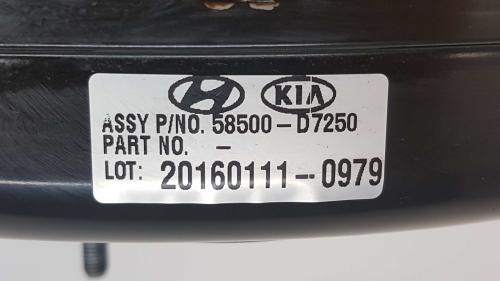 KIA
ASSY P/NO. 58500-D7250
PART NO. -
LOT: 20160111-0979